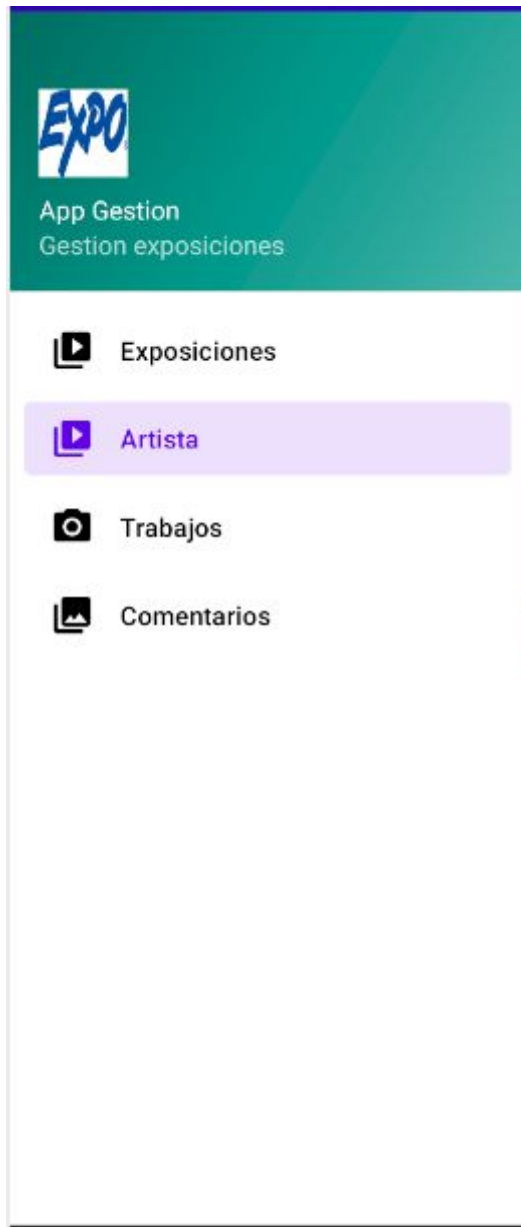 EXPO
App Gestion
Gestion exposiciones
Exposiciones
Artista
Trabajos
Comentarios